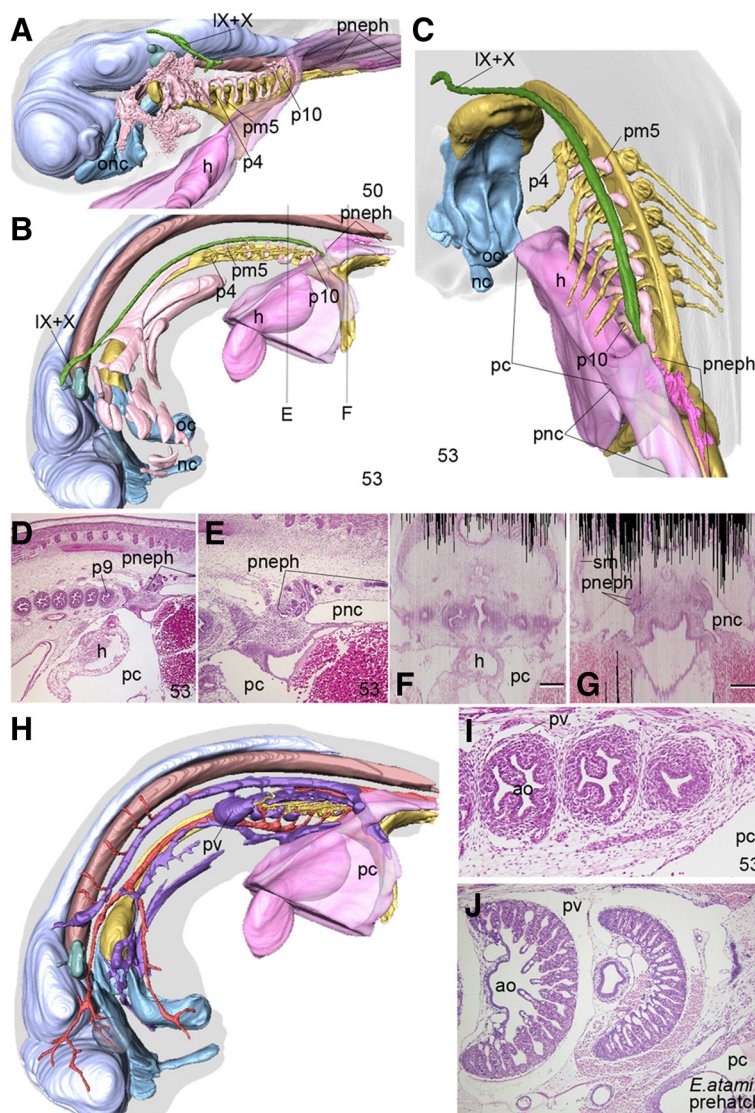 A
IX+X
pneph
p10
pm5
p4
onc
h
50
B
pneph
pm5
p4
p10
IX+X
h
oc
nc
E
F
53
C
IX+X
pm5
p4
oc
nc
h
p10
pc
pneph
pnc
53
D
pneph
p9
h
pc
53
E
pneph
pnc
pc
F
h
pc
G
sm
pneph
pnc
H
pv
pc
I
pv
ao
pc
53
J
pv
ao
pc
E.atami
prehatch